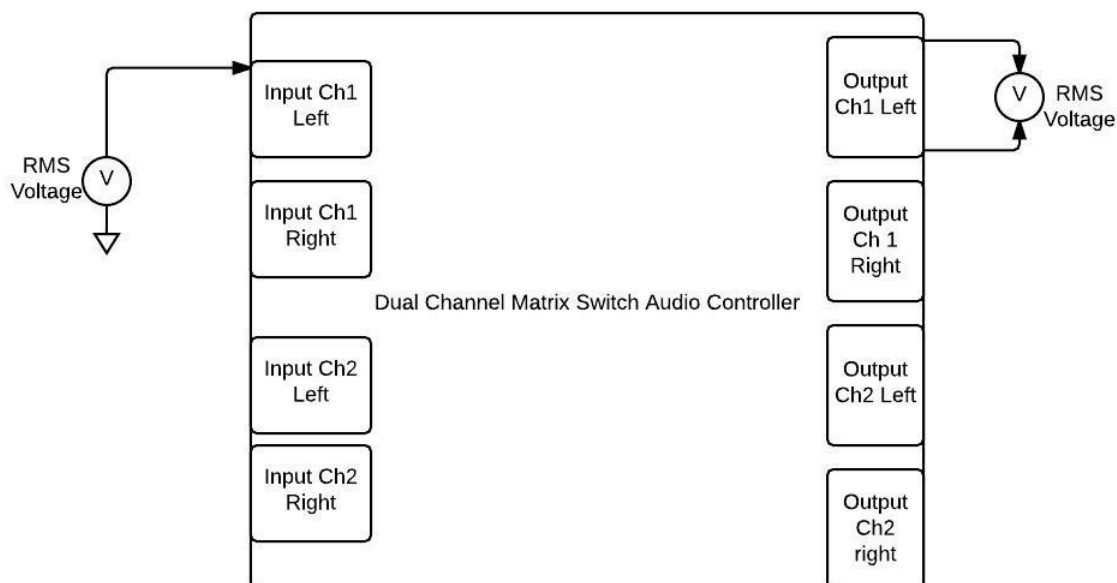 RMS
Voltage
V
Input Ch1
Left
Input Ch1
Right
Input Ch2
Left
Input Ch2
Right
Dual Channel Matrix Switch Audio Controller
Output
Ch1 Left
Output
Ch 1
Right
Output
Ch2 Left
Output
Ch2
right
V
RMS
Voltage